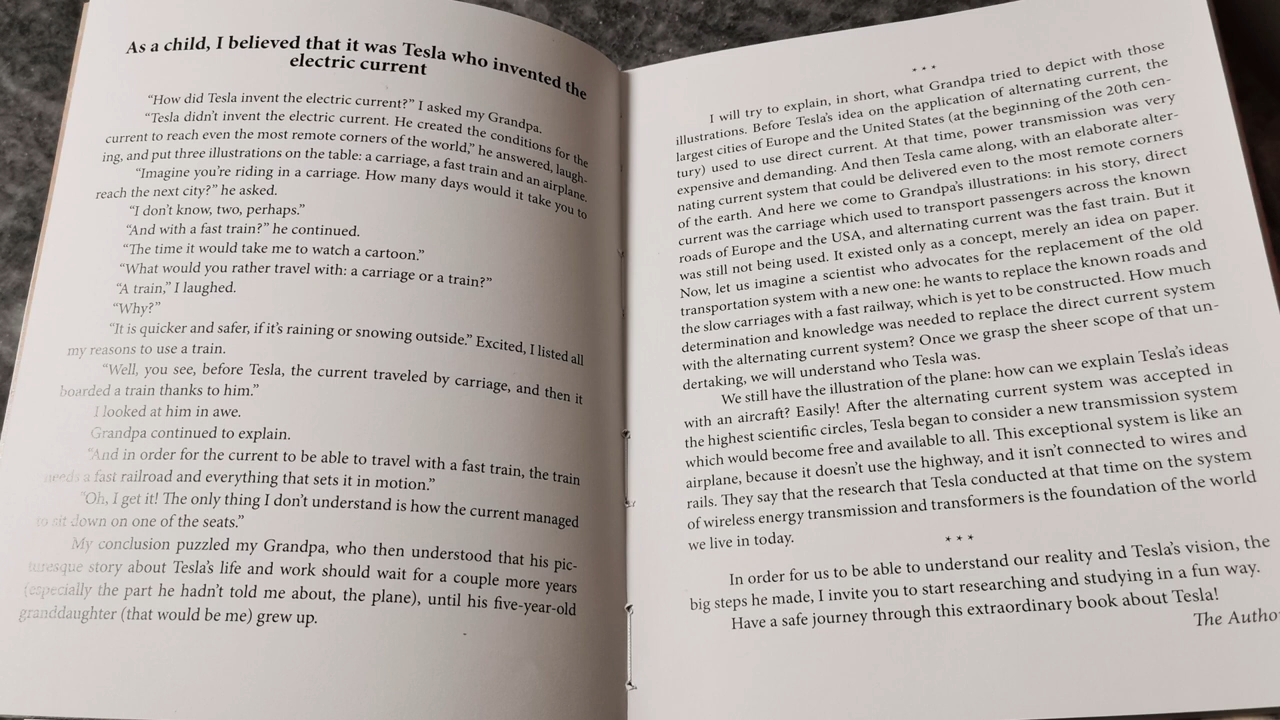 As a child, I believed that it was Tesla who invented the
electric current
“How did Tesla invent the electric current?” I asked my Grandpa.
“Tesla didn’t invent the electric current. He created the conditions for the
current to reach even the most remote corners of the world,” he answered, laugh-
ing, and put three illustrations on the table: a carriage, a fast train and an airplane.
“Imagine you’re riding in a carriage. How many days would it take you to
reach the next city?” he asked.
“I don’t know, two, perhaps.”
“And with a fast train?” he continued.
“The time it would take me to watch a cartoon.”
“What would you rather travel with: a carriage or a train?”
“A train,” I laughed.
“Why?”
“It is quicker and safer, if it’s raining or snowing outside.” Excited, I listed all
my reasons to use a train.
“Well, you see, before Tesla, the current traveled by carriage, and then it
boarded a train thanks to him.”
I looked at him in awe.
Grandpa continued to explain.
“And in order for the current to be able to travel with a fast train, the train
needs a fast railroad and everything that sets it in motion.”
“Oh, I get it! The only thing I don’t understand is how the current managed
to sit down on one of the seats.”
My conclusion puzzled my Grandpa, who then understood that his pic-
turesque story about Tesla’s life and work should wait for a couple more years
(especially the part he hadn’t told me about, the plane), until his five-year-old
granddaughter (that would be me) grew up.
* * *
I will try to explain, in short, what Grandpa tried to depict with those
illustrations. Before Tesla’s idea on the application of alternating current, the
largest cities of Europe and the United States (at the beginning of the 20th cen-
tury) used to use direct current. At that time, power transmission was very
expensive and demanding. And then Tesla came along, with an elaborate alter-
nating current system that could be delivered even to the most remote corners
of the earth. And here we come to Grandpa’s illustrations: in his story, direct
current was the carriage which used to transport passengers across the known
roads of Europe and the USA, and alternating current was the fast train. But it
was still not being used. It existed only as a concept, merely an idea on paper.
Now, let us imagine a scientist who advocates for the replacement of the old
transportation system with a new one: he wants to replace the known roads and
the slow carriages with a fast railway, which is yet to be constructed. How much
determination and knowledge was needed to replace the direct current system
with the alternating current system? Once we grasp the sheer scope of that un-
dertaking, we will understand who Tesla was.
We still have the illustration of the plane: how can we explain Tesla’s ideas
with an aircraft? Easily! After the alternating current system was accepted in
the highest scientific circles, Tesla began to consider a new transmission system
which would become free and available to all. This exceptional system is like an
airplane, because it doesn’t use the highway, and it isn’t connected to wires and
rails. They say that the research that Tesla conducted at that time on the system
of wireless energy transmission and transformers is the foundation of the world
we live in today.
* * *
In order for us to be able to understand our reality and Tesla’s vision, the
big steps he made, I invite you to start researching and studying in a fun way.
Have a safe journey through this extraordinary book about Tesla!
The Author